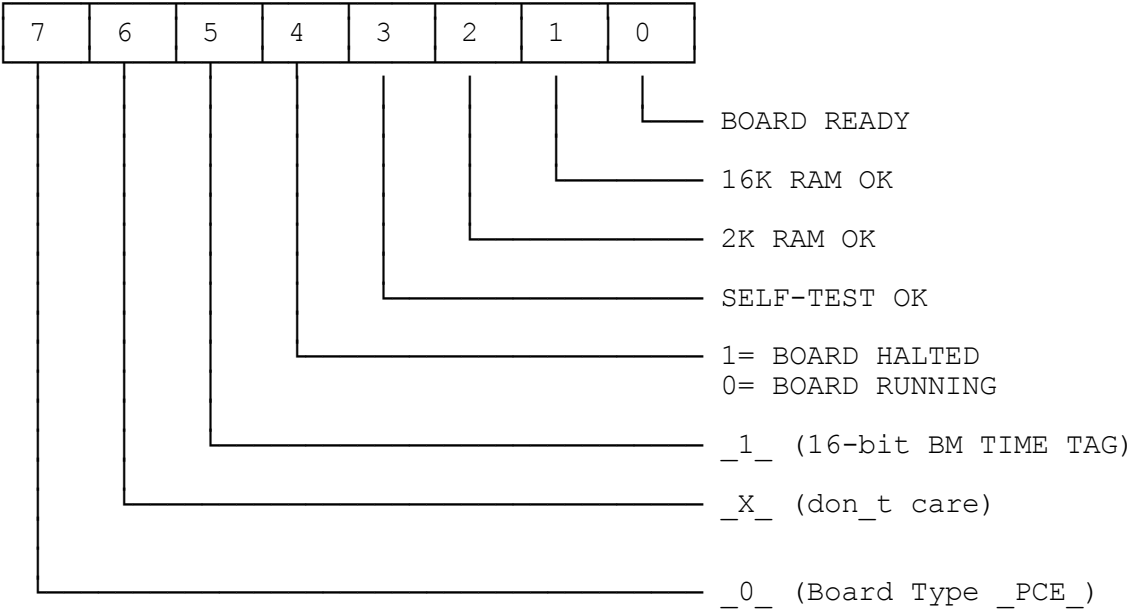 7 6 5 4 3 2 1 0
BOARD READY
16K RAM OK
2K RAM OK
SELF-TEST OK
1= BOARD HALTED
0= BOARD RUNNING
_1_ (16-bit BM TIME TAG)
_X_ (don_t care)
_0_ (Board Type _PCE_)